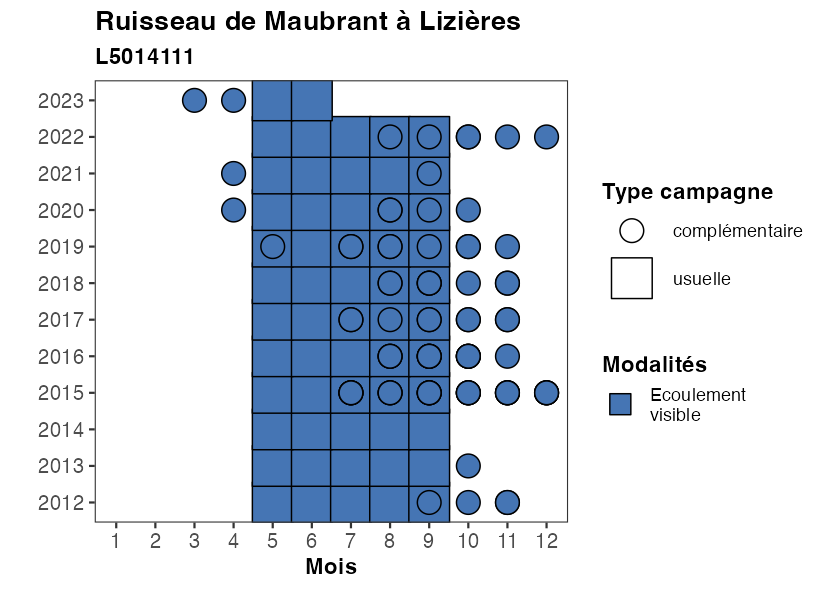 Ruisseau de Maubrant à Lizières
L5014111
2023
2022
2021
2020
2019
2018
2017
2016
2015
2014
2013
2012
1 2 3 4 5 6 7 8 9 10 11 12
Mois
Type campagne
complémentaire
usuelle
Modalités
Ecoulement
visible